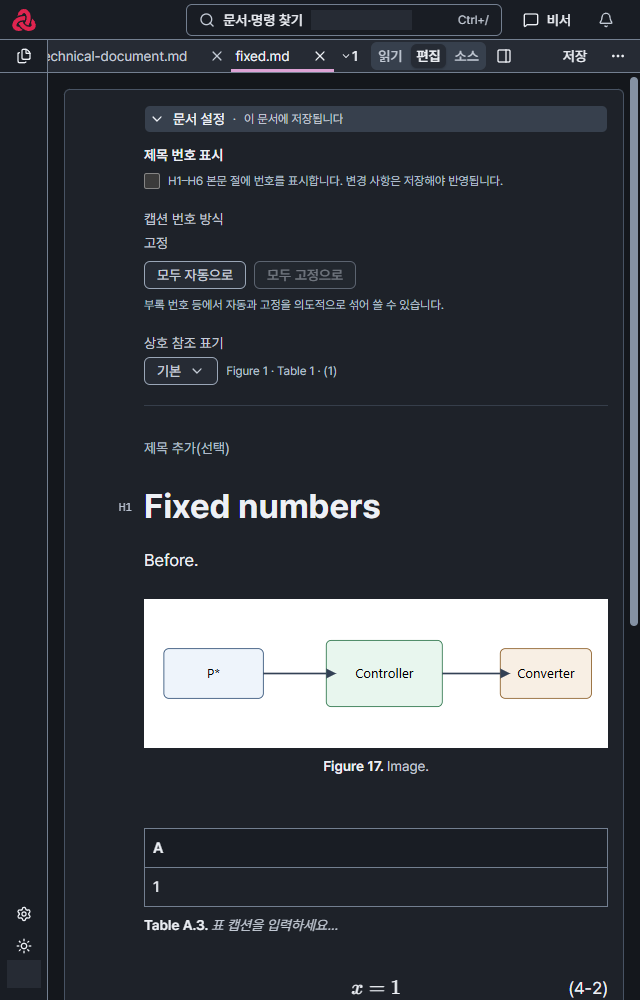 문서·명령 찾기
Ctrl+/
비서
echnical-document.md
fixed.md
1
읽기
편집
소스
저장
문서 설정 · 이 문서에 저장됩니다
제목 번호 표시
H1–H6 본문 절에 번호를 표시합니다. 변경 사항은 저장해야 반영됩니다.
캡션 번호 방식
고정
모두 자동으로
모두 고정으로
부록 번호 등에서 자동과 고정을 의도적으로 섞어 쓸 수 있습니다.
상호 참조 표기
기본
Figure 1 · Table 1 · (1)
제목 추가(선택)
H1
Fixed numbers
Before.
P*
Controller
Converter
Figure 17. Image.
A
1
Table A.3. 표 캡션을 입력하세요...
x = 1
(4-2)